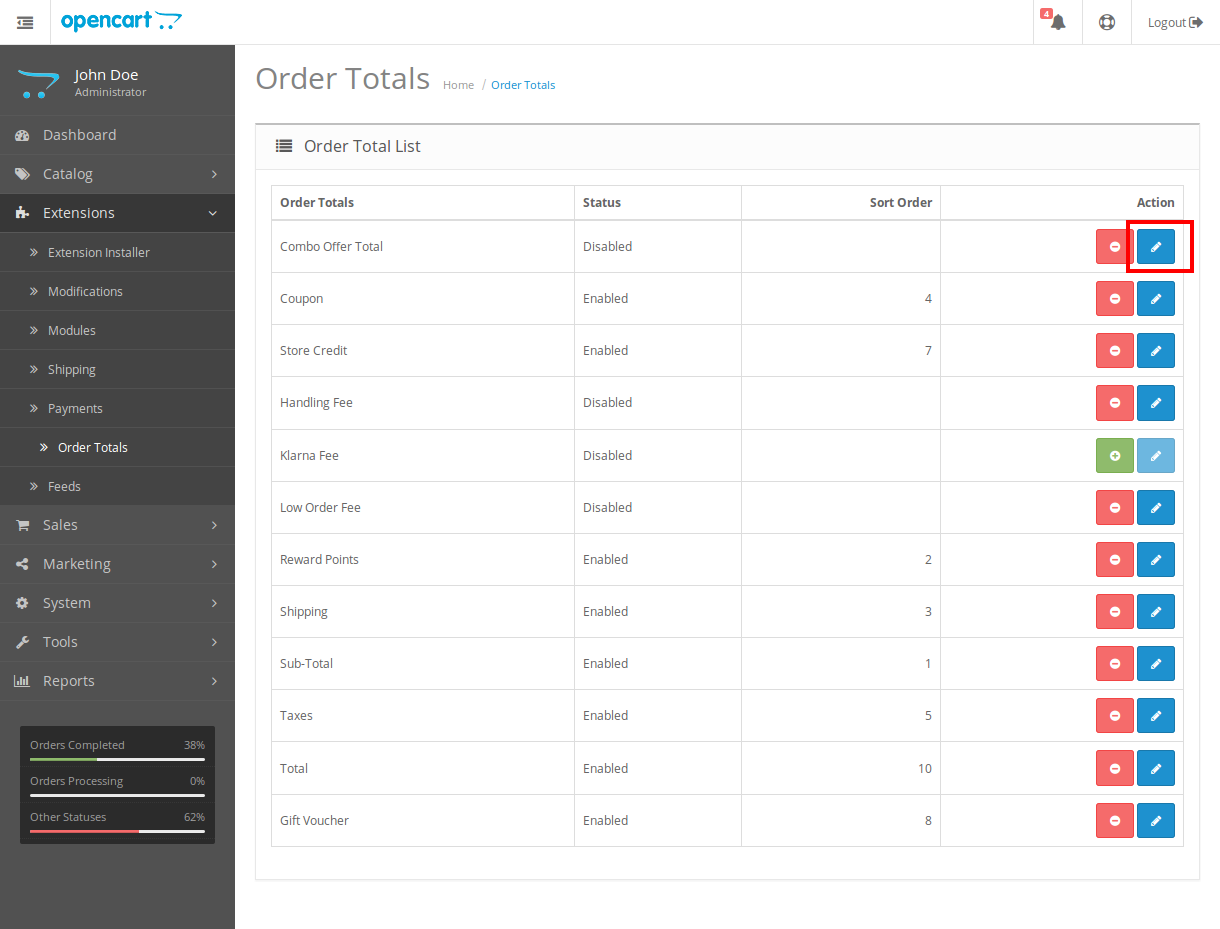 opencart
4
Logout
John Doe
Administrator
Order Totals
Home / Order Totals
Dashboard
Catalog
Extensions
Extension Installer
Modifications
Modules
Shipping
Payments
Order Totals
Feeds
Sales
Marketing
System
Tools
Reports
Orders Completed 38%
Orders Processing 0%
Other Statuses 62%
Order Total List
Order Totals Status Sort Order Action
Combo Offer Total Disabled
Coupon Enabled 4
Store Credit Enabled 7
Handling Fee Disabled
Klarna Fee Disabled
Low Order Fee Disabled
Reward Points Enabled 2
Shipping Enabled 3
Sub-Total Enabled 1
Taxes Enabled 5
Total Enabled 10
Gift Voucher Enabled 8